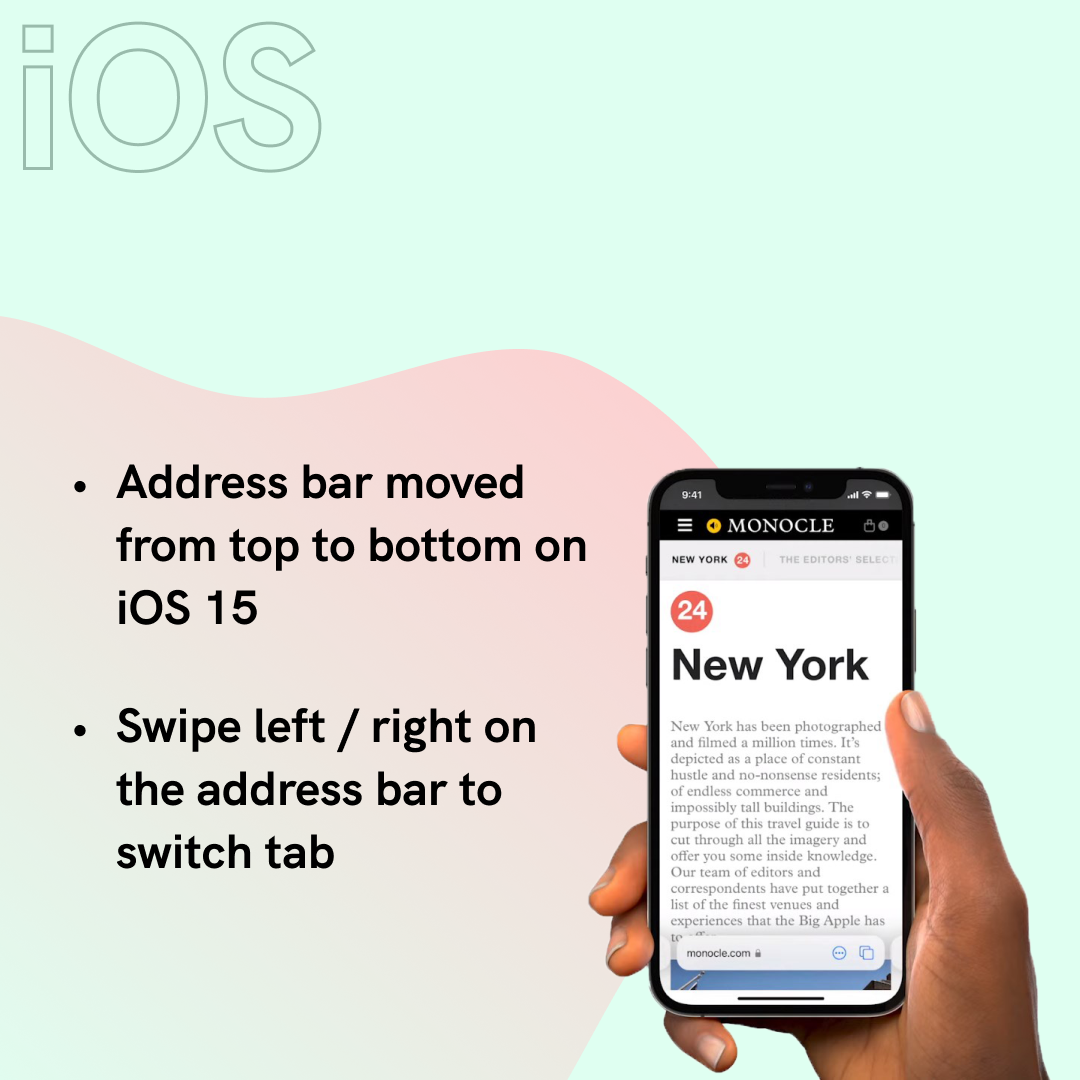 iOS
• Address bar moved
from top to bottom on
iOS 15
• Swipe left / right on
the address bar to
switch tab
9:41
MONOCLE
NEW YORK 24 THE EDITORS' SELECT
24
New York
New York has been photographed
and filmed a million times. It's
depicted as a place of constant
hustle and no-nonsense residents;
of endless commerce and
impossibly tall buildings. The
purpose of this travel guide is to
cut through all the imagery and
offer you some inside knowledge.
Our team of editors and
correspondents have put together a
list of the finest venues and
experiences that the Big Apple has
to offer
monocle.com